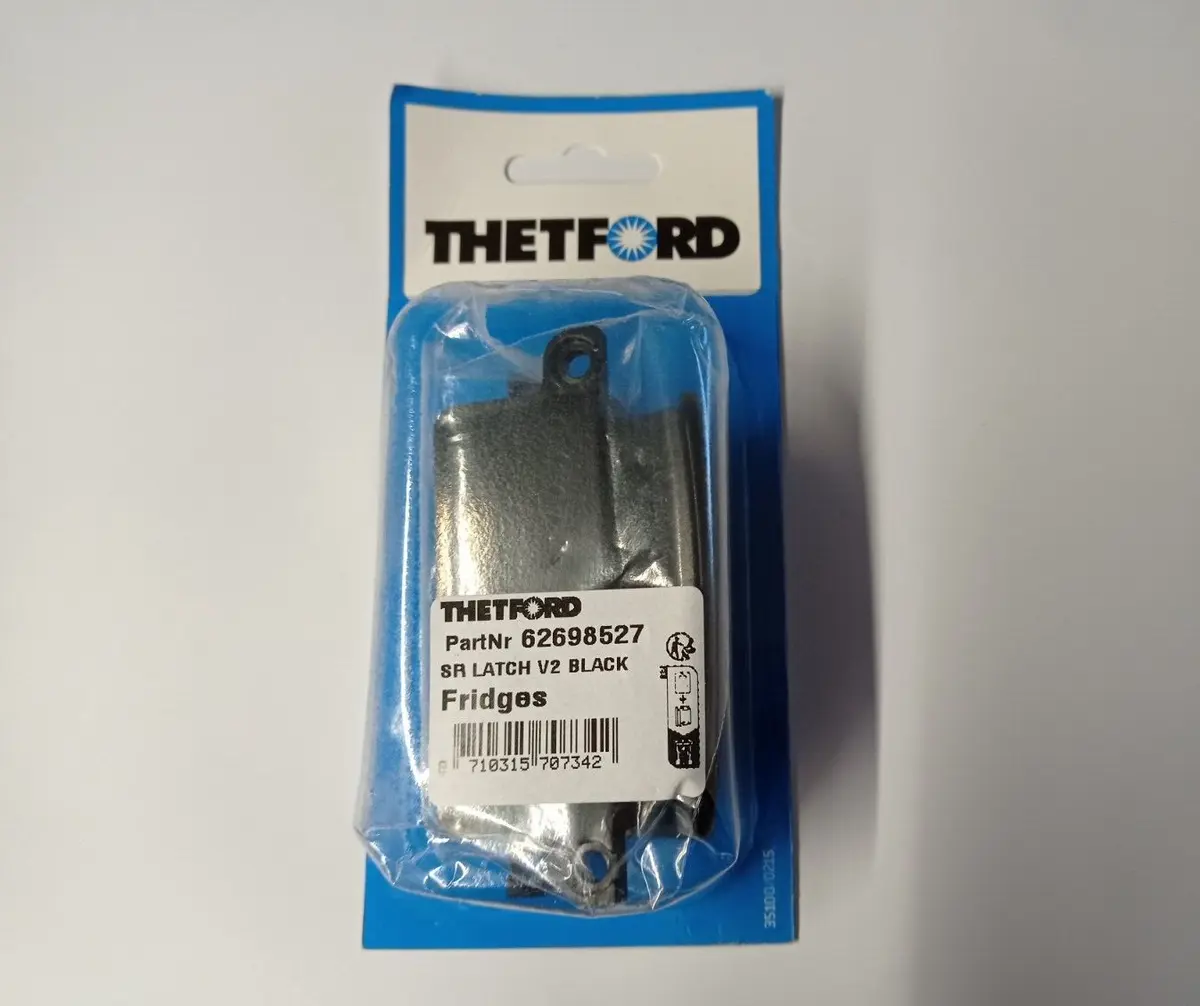 THETFORD
THETFORD
PartNr 62698527
SR LATCH V2 BLACK
Fridges
8 710315 707342
35100/0215